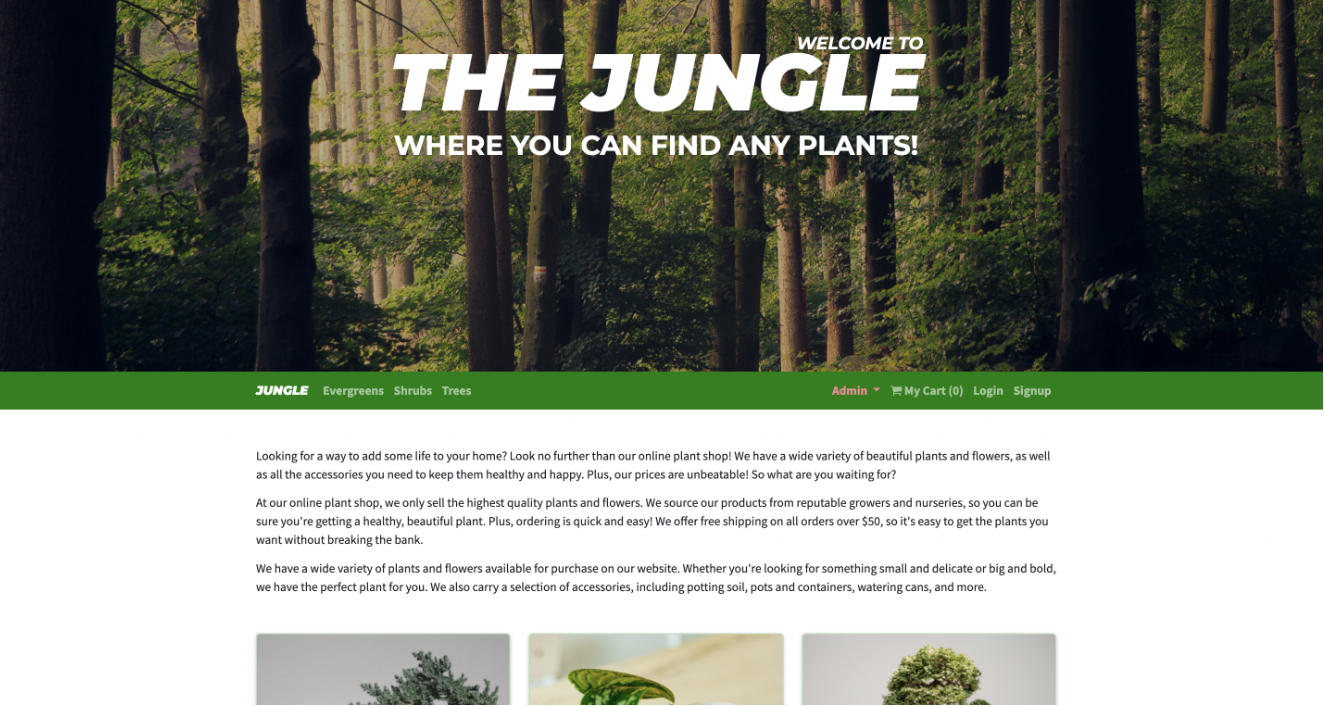 WELCOME TO
THE JUNGLE
WHERE YOU CAN FIND ANY PLANTS!
JUNGLE Evergreens Shrubs Trees Admin My Cart (0) Login Signup
Looking for a way to add some life to your home? Look no further than our online plant shop! We have a wide variety of beautiful plants and flowers, as well
as all the accessories you need to keep them healthy and happy. Plus, our prices are unbeatable! So what are you waiting for?
At our online plant shop, we only sell the highest quality plants and flowers. We source our products from reputable growers and nurseries, so you can be
sure you're getting a healthy, beautiful plant. Plus, ordering is quick and easy! We offer free shipping on all orders over $50, so it's easy to get the plants you
want without breaking the bank.
We have a wide variety of plants and flowers available for purchase on our website. Whether you're looking for something small and delicate or big and bold,
we have the perfect plant for you. We also carry a selection of accessories, including potting soil, pots and containers, watering cans, and more.